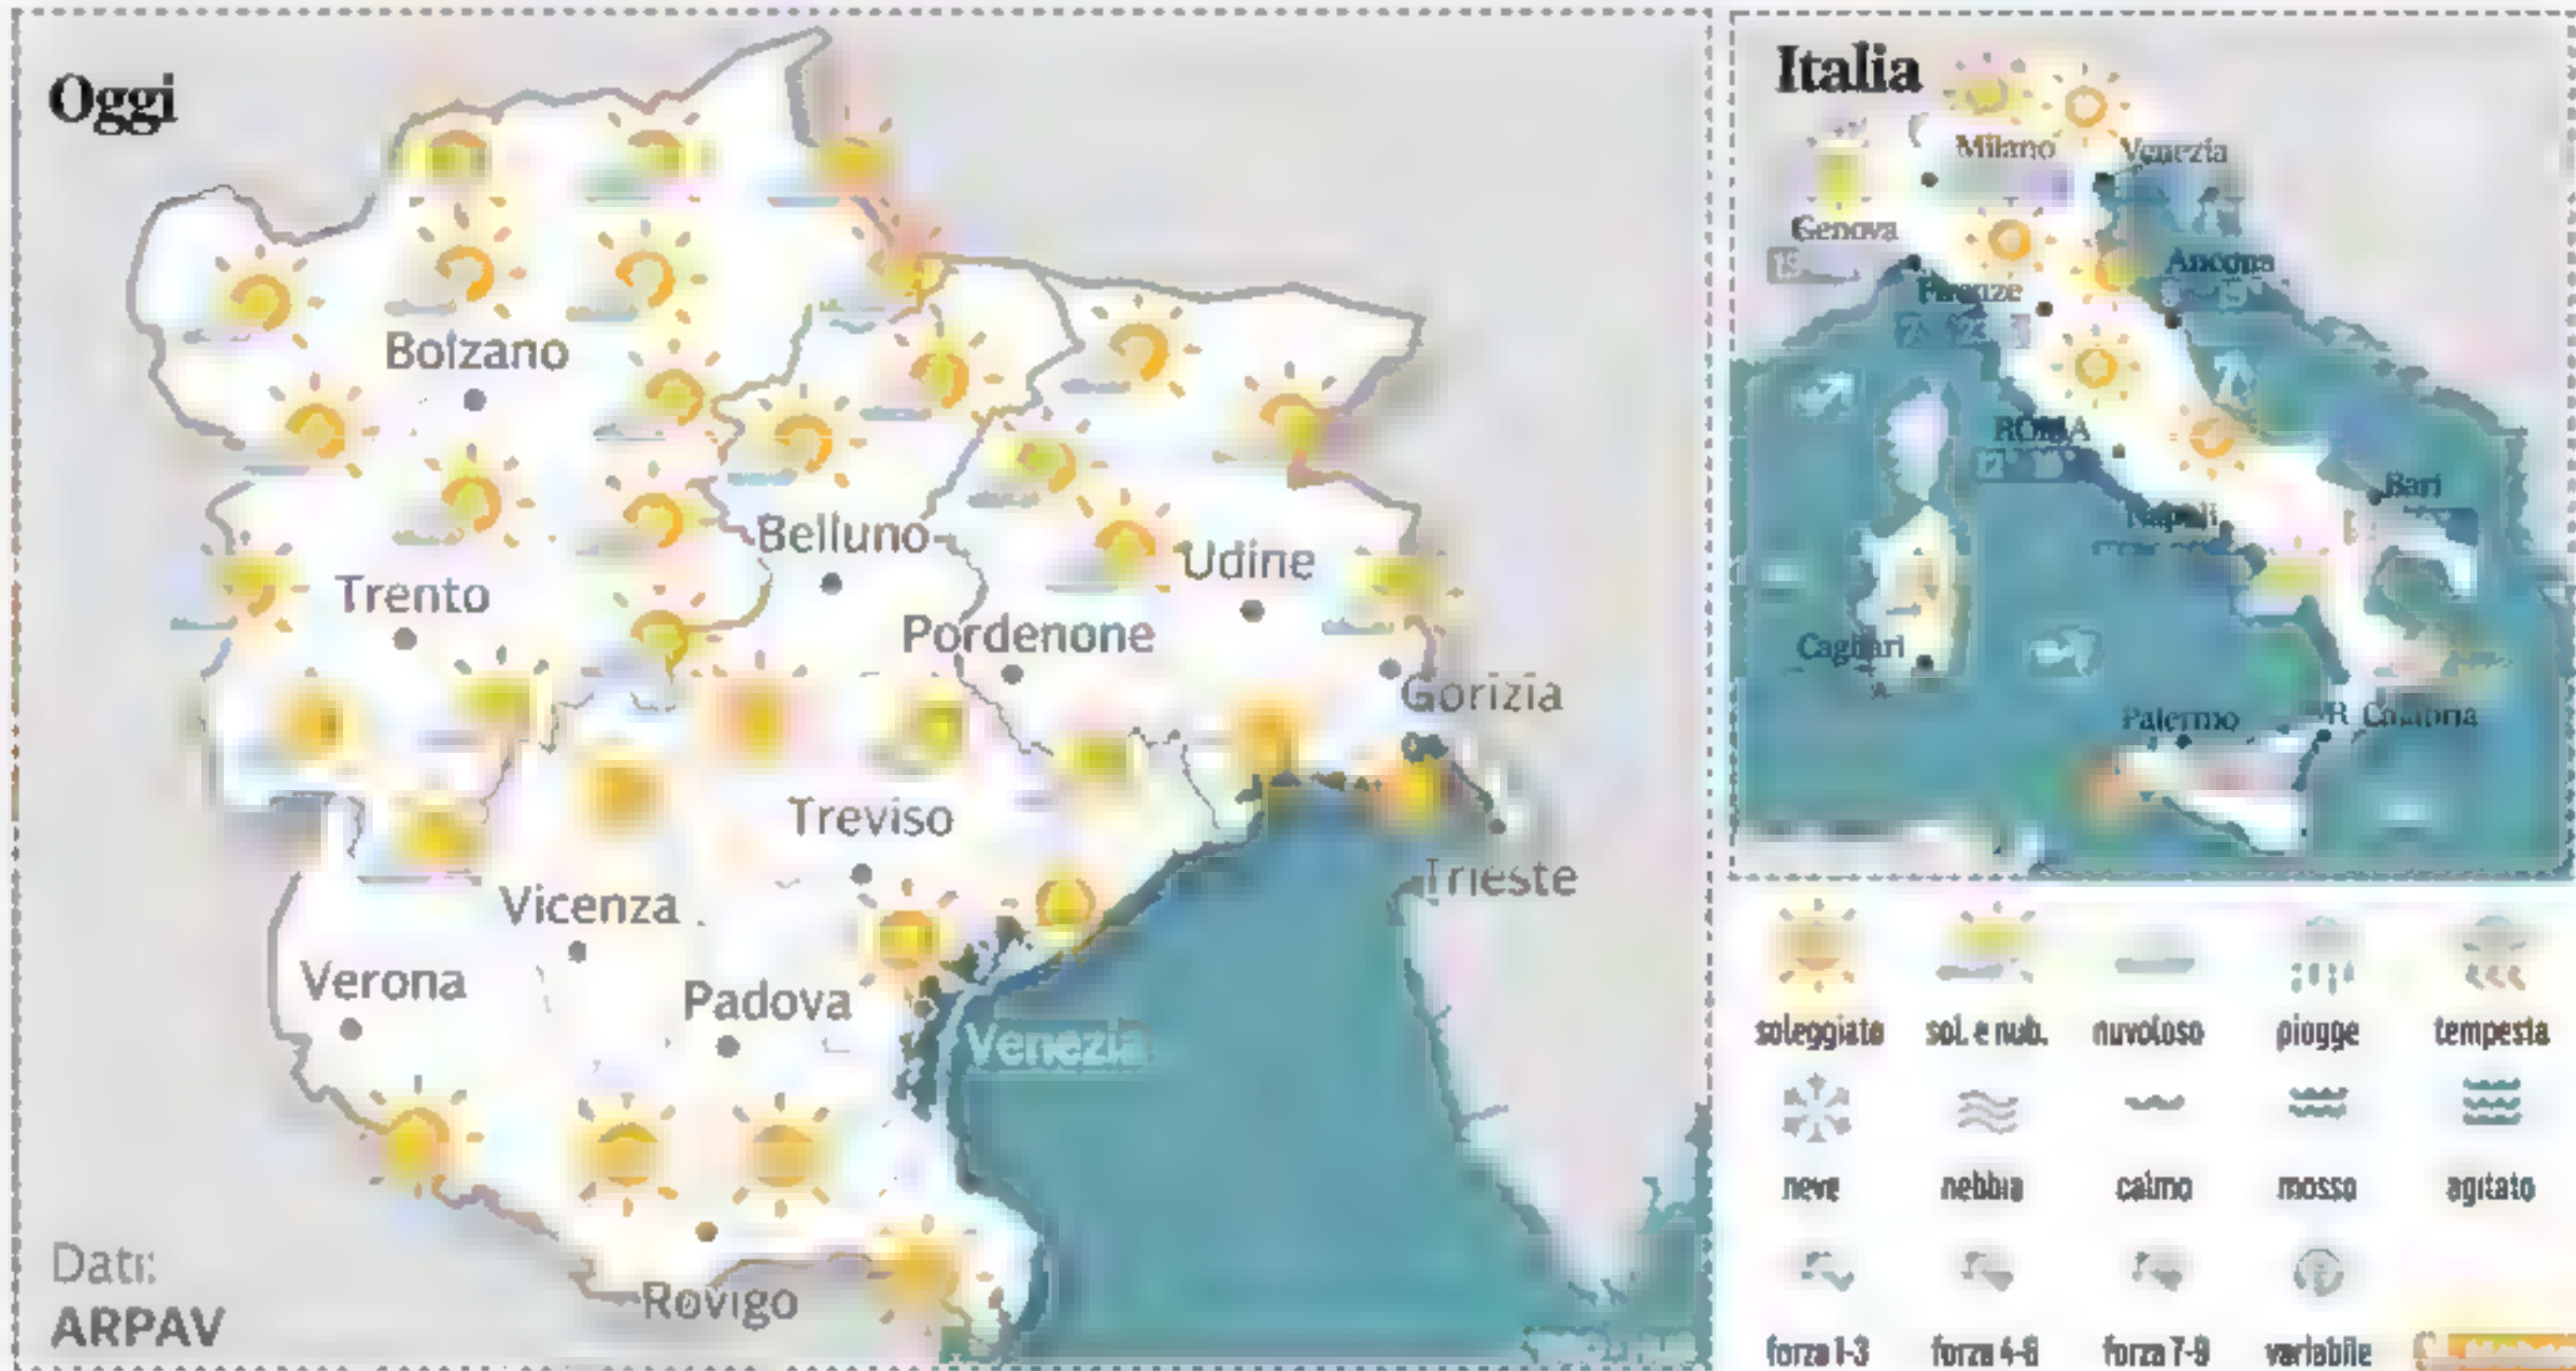 Oggi
Bolzano
Belluno
Udine
Trento
Pordenone
Gorizia
Treviso
Trieste
Vicenza
Verona
Padova
Venezia
Dati:
ARPAV
Rovigo
Italia
Milano
Venezia
Genova
Ancona
Firenze
ROMA
Bari
Napoli
Cagliari
Palermo
R. Calabria
soleggiato
sol. e nub.
nuvoloso
piogge
tempesta
neve
nebbia
calmo
mosso
agitato
forza 1-3
forza 4-6
forza 7-9
variabile